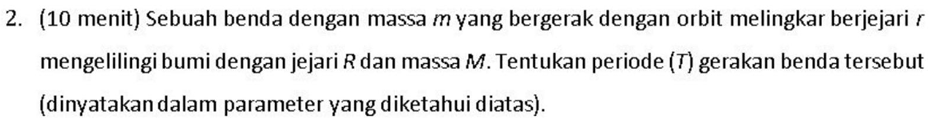 2. (10 menit) Sebuah benda dengan massa m yang bergerak dengan orbit melingkar berjejari r
mengelilingi bumi dengan jejari R dan massa M. Tentukan periode (T) gerakan benda tersebut
(dinyatakan dalam parameter yang diketahui diatas).